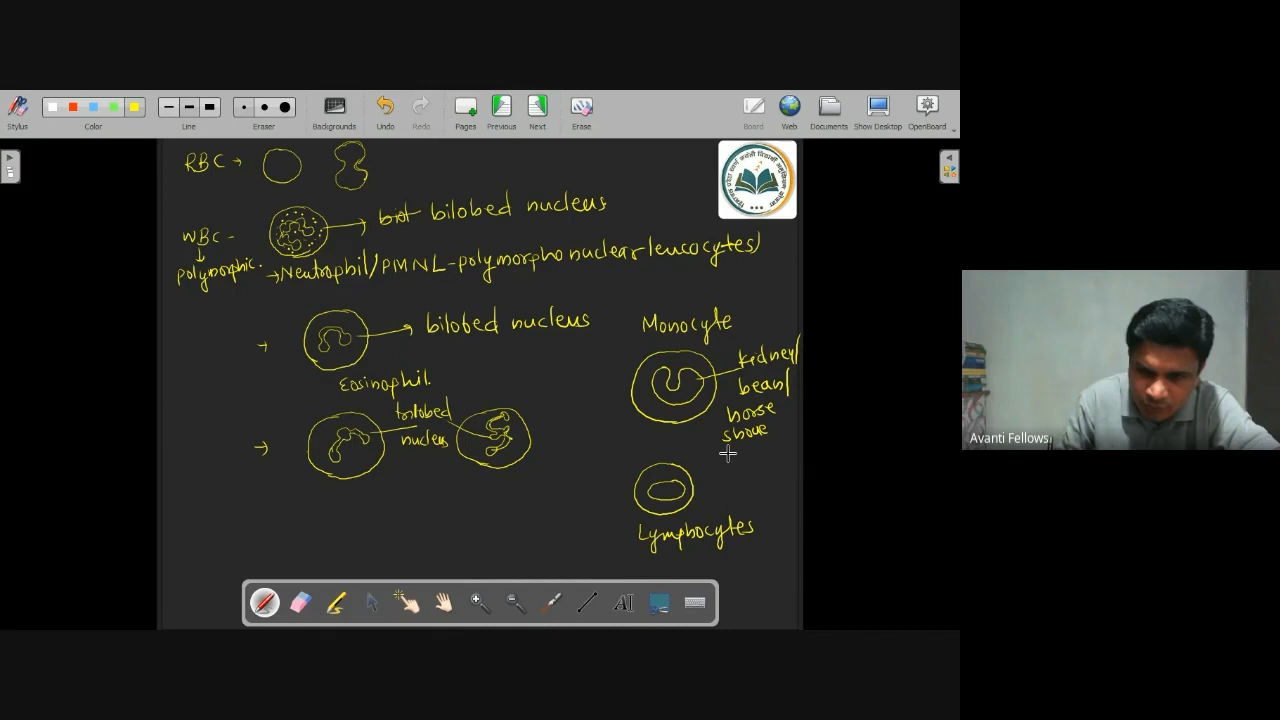 Stylus
Color
Line
Eraser
Backgrounds
Undo
Redo
Pages
Previous
Next
Erase
Board
Web
Documents
Show Desktop
OpenBoard
RBC →
WBC -
polymorphic.
bilobed nucleus
→ Neutrophil/PMNL-polymorphonuclear leucocytes)
→ bilobed nucleus
Eosinophil.
→ trilobed
nucleus
Monocyte
kidney/
bean/
horse
shoue
Lymphocytes
AI
Avanti Fellows